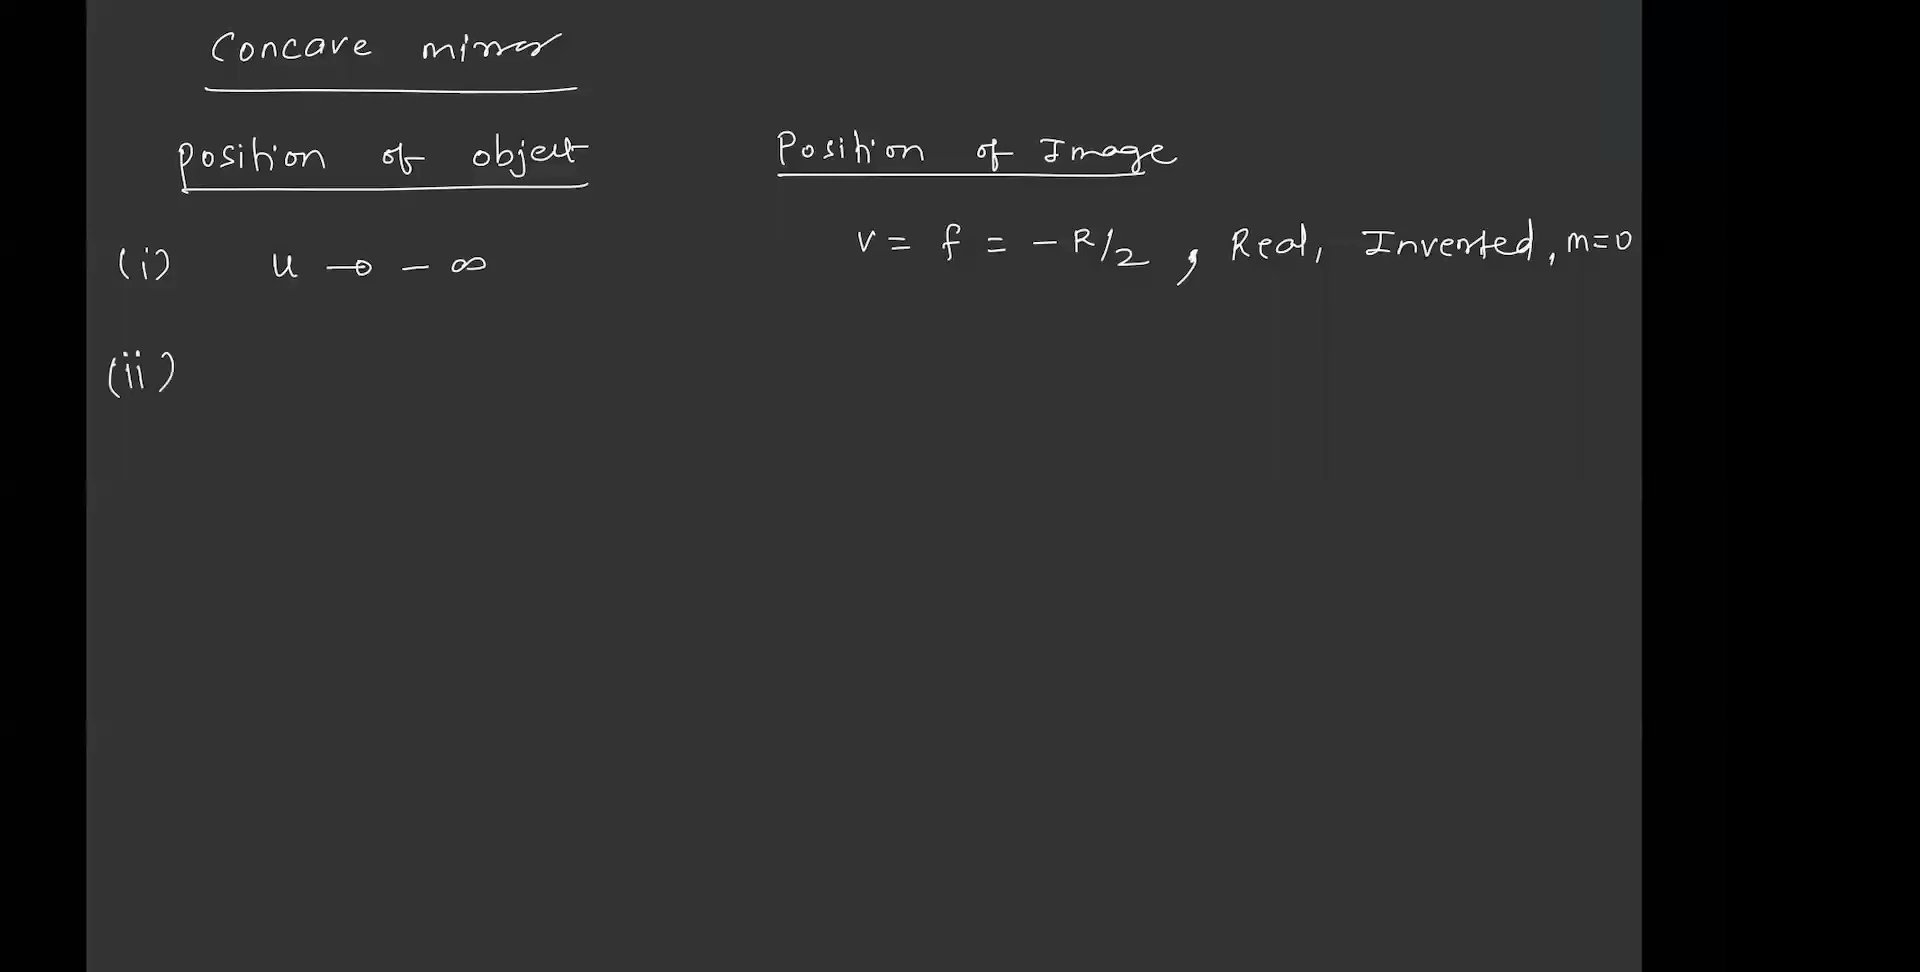 Concave mirror
position of object Position of Image
(i) u → - ∞ v = f = - R/2 , Real, Inverted, m=0
(ii)